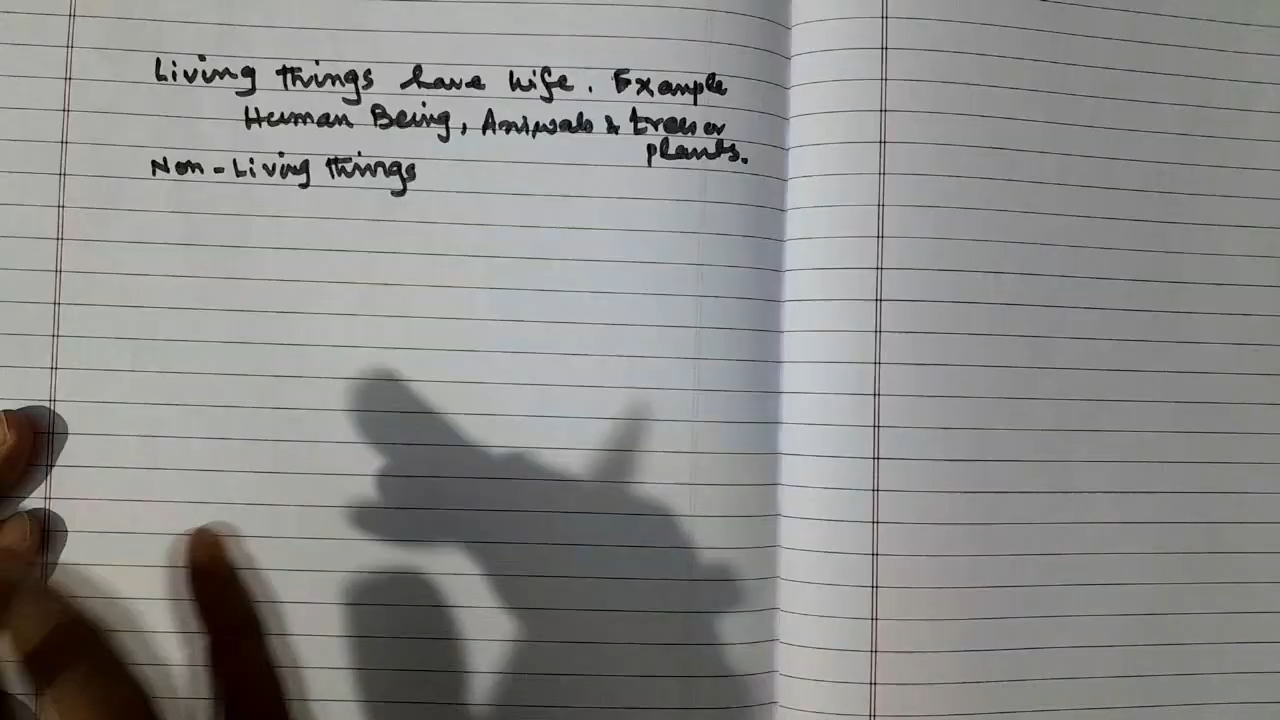 Living things have life. Example
Human Being, Animals & trees or
plants.
Non-Living things